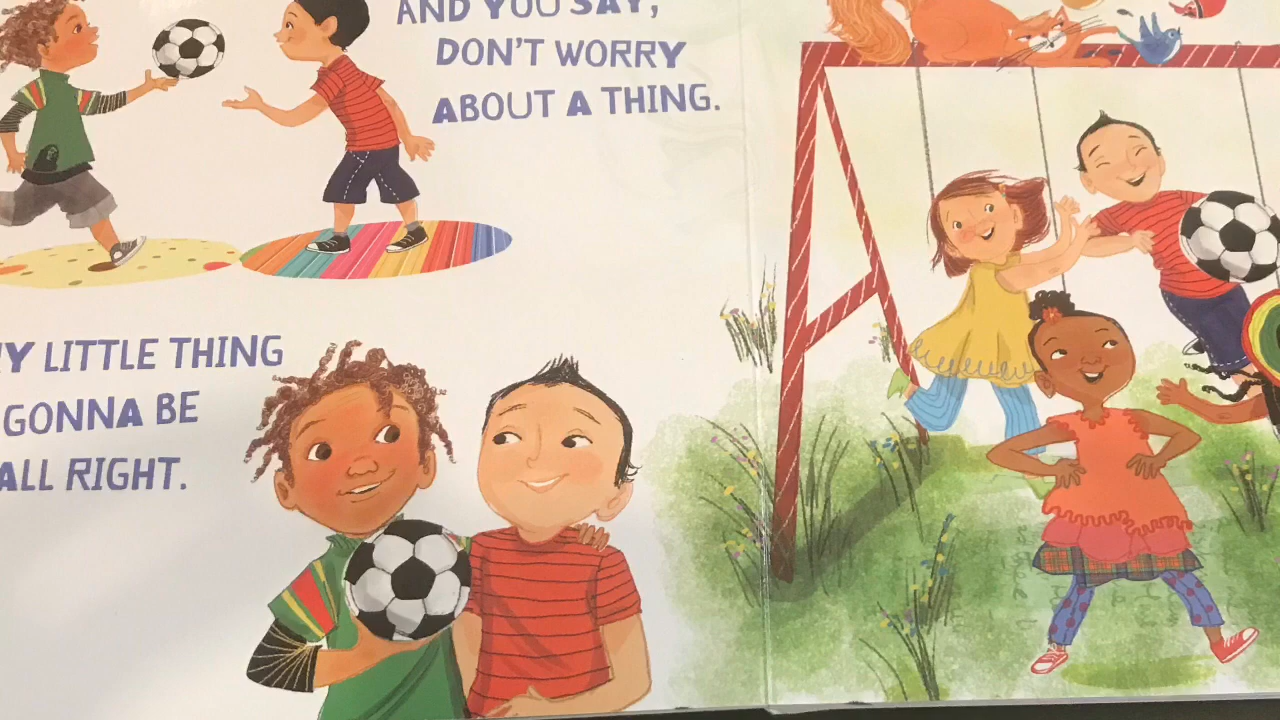 AND YOU SAY,
DON'T WORRY
ABOUT A THING.
LITTLE THING
GONNA BE
ALL RIGHT.